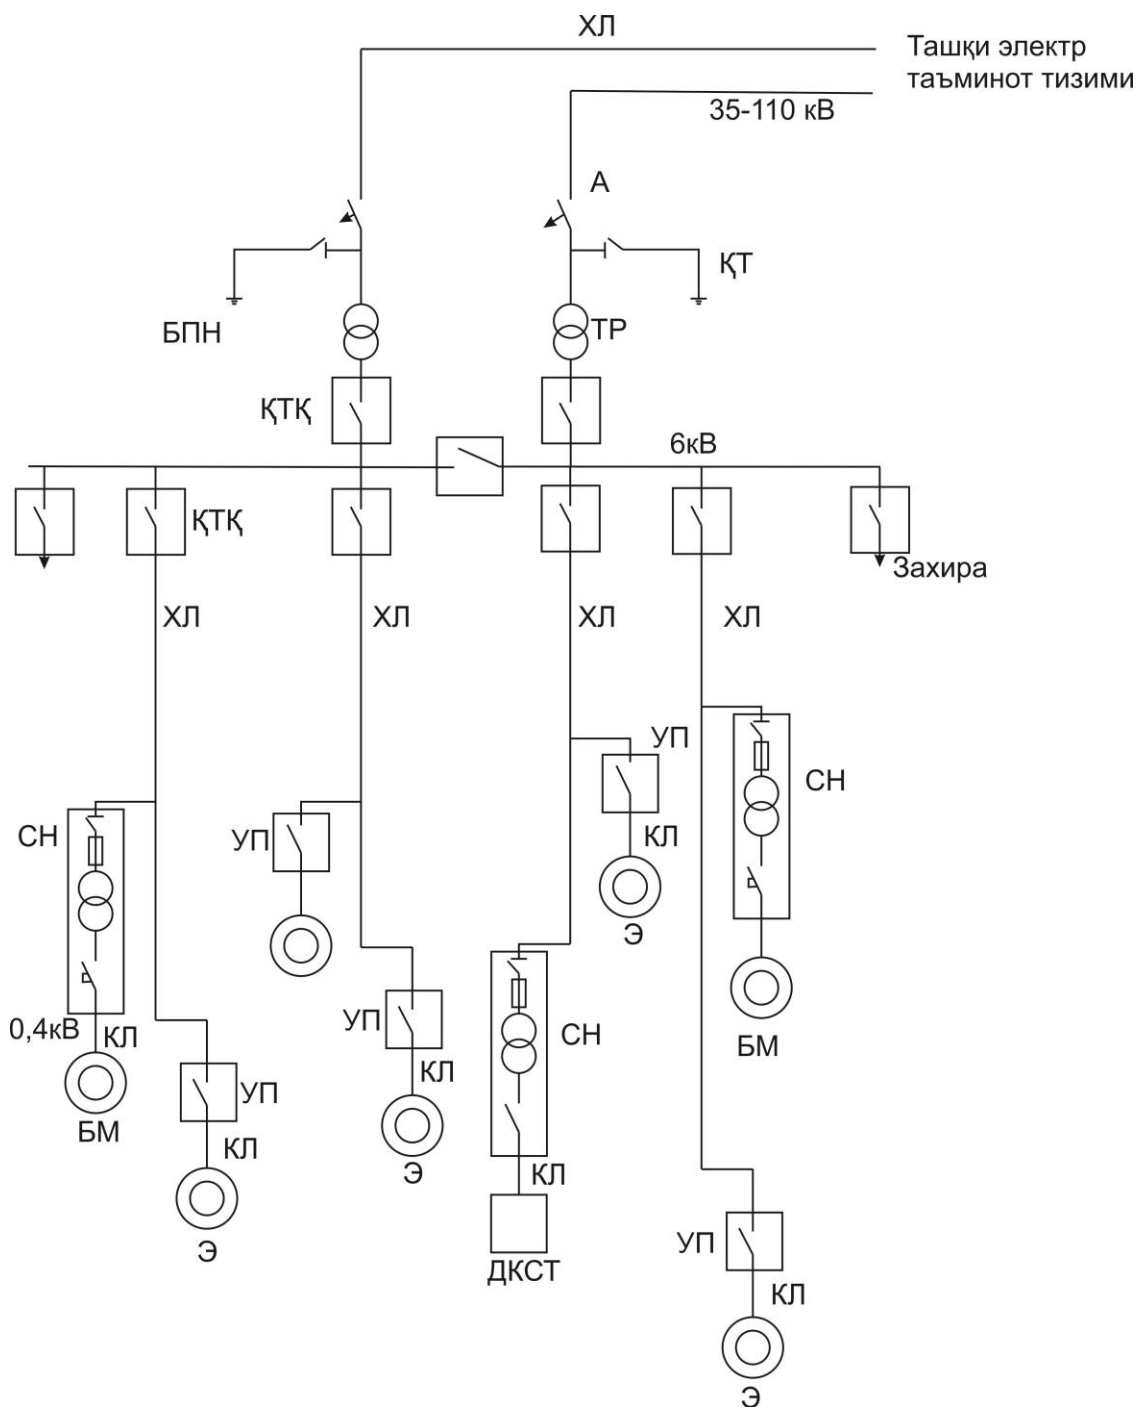 ХЛ
Ташқи электр
таъминот тизими
35-110 кВ
А
ҚТ
БПН
ТР
ҚТҚ
6кВ
ҚТҚ
Захира
ХЛ
ХЛ
ХЛ
ХЛ
УП
СН
СН
УП
КЛ
Э
0,4кВ
КЛ
УП
СН
БМ
КЛ
УП
БМ
КЛ
Э
КЛ
Э
ДКСТ
УП
КЛ
Э